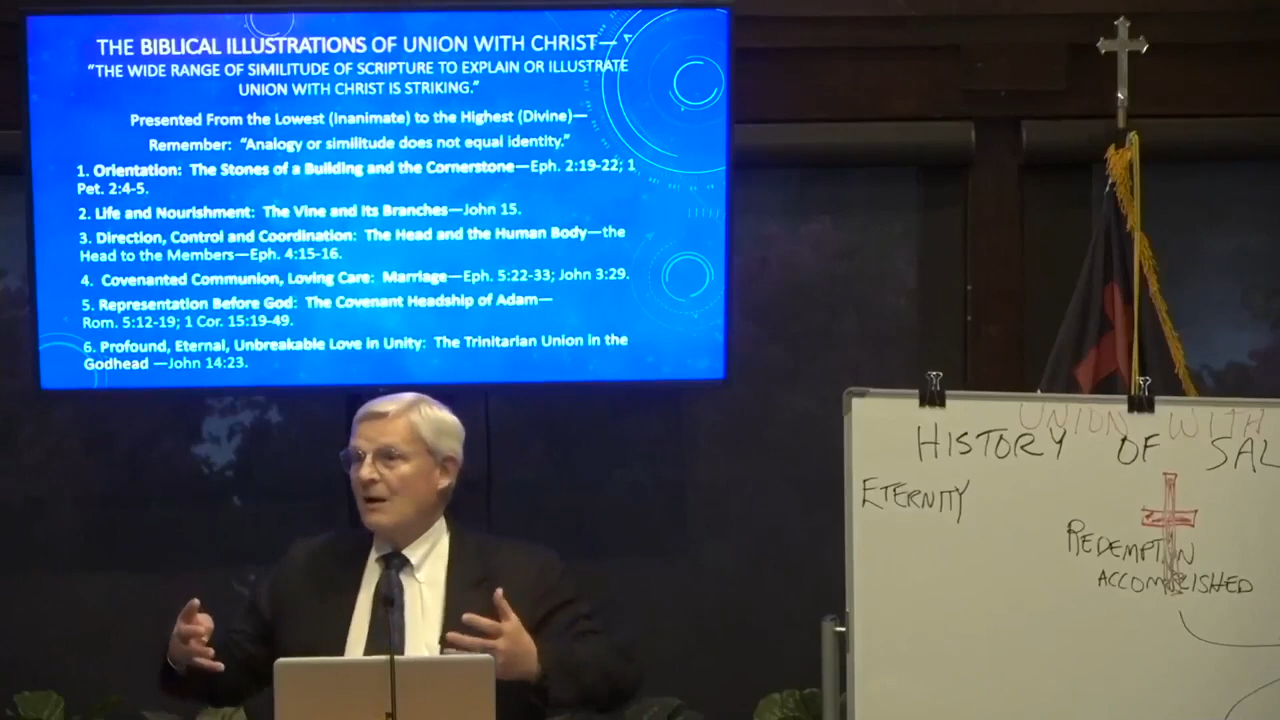 THE BIBLICAL ILLUSTRATIONS OF UNION WITH CHRIST—
"THE WIDE RANGE OF SIMILITUDE OF SCRIPTURE TO EXPLAIN OR ILLUSTRATE
UNION WITH CHRIST IS STRIKING."
Presented From the Lowest (Inanimate) to the Highest (Divine)—
Remember: "Analogy or similitude does not equal identity."
1. Orientation: The Stones of a Building and the Cornerstone—Eph. 2:19-22; 1
Pet. 2:4-5.
2. Life and Nourishment: The Vine and its Branches—John 15.
3. Direction, Control and Coordination: The Head and the Human Body—the
Head to the Members—Eph. 4:15-16.
4. Covenanted Communion, Loving Care: Marriage—Eph. 5:22-33; John 3:29.
5. Representation Before God: The Covenant Headship of Adam—
Rom. 5:12-19; 1 Cor. 15:19-49.
6. Profound, Eternal, Unbreakable Love in Unity: The Trinitarian Union in the
Godhead —John 14:23.
UNION WITH
HISTORY OF SAL
ETERNITY
REDEMPTION
ACCOMPLISHED